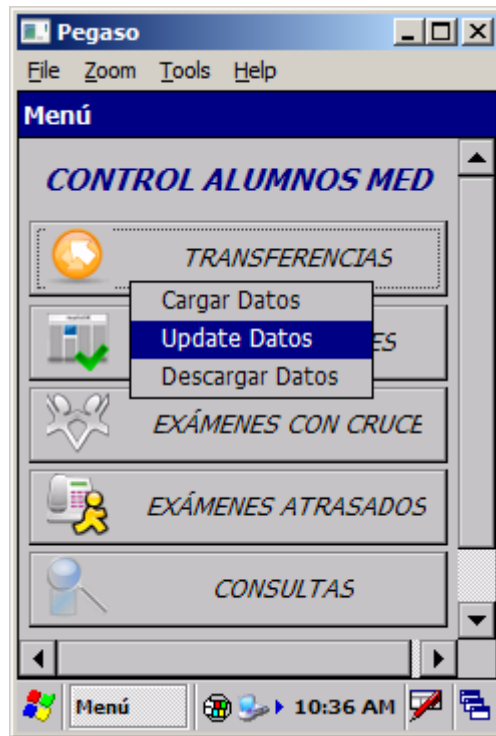 Pegaso
File Zoom Tools Help
Menú
CONTROL ALUMNOS MED
TRANSFERENCIAS
Cargar Datos
Update Datos
ES
Descargar Datos
EXÁMENES CON CRUCE
EXÁMENES ATRASADOS
CONSULTAS
Menú 10:36 AM